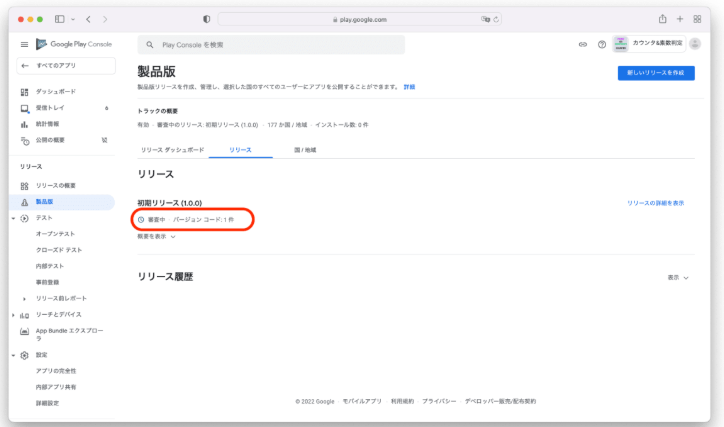 play.google.com
Google Play Console
Play Console を検索
カウンタ&素数判定
すべてのアプリ
製品版
新しいリリースを作成
製品版リリースを作成、管理し、選択した国のすべてのユーザーにアプリを公開することができます。 詳細
ダッシュボード
受信トレイ 6
統計情報
公開の概要
トラックの概要
有効 · 審査中のリリース: 初期リリース (1.0.0) · 177 か国 / 地域 · インストール数: 0 件
リリース ダッシュボード リリース 国 / 地域
リリース
リリースの概要
製品版
テスト
オープンテスト
クローズド テスト
内部テスト
事前登録
リリース前レポート
リーチとデバイス
App Bundle エクスプローラ
設定
アプリの完全性
内部アプリ共有
詳細設定
リリース
初期リリース (1.0.0)
リリースの詳細を表示
審査中 · バージョン コード: 1 件
概要を表示
リリース履歴
表示
© 2022 Google · モバイルアプリ · 利用規約 · プライバシー · デベロッパー販売/配布契約